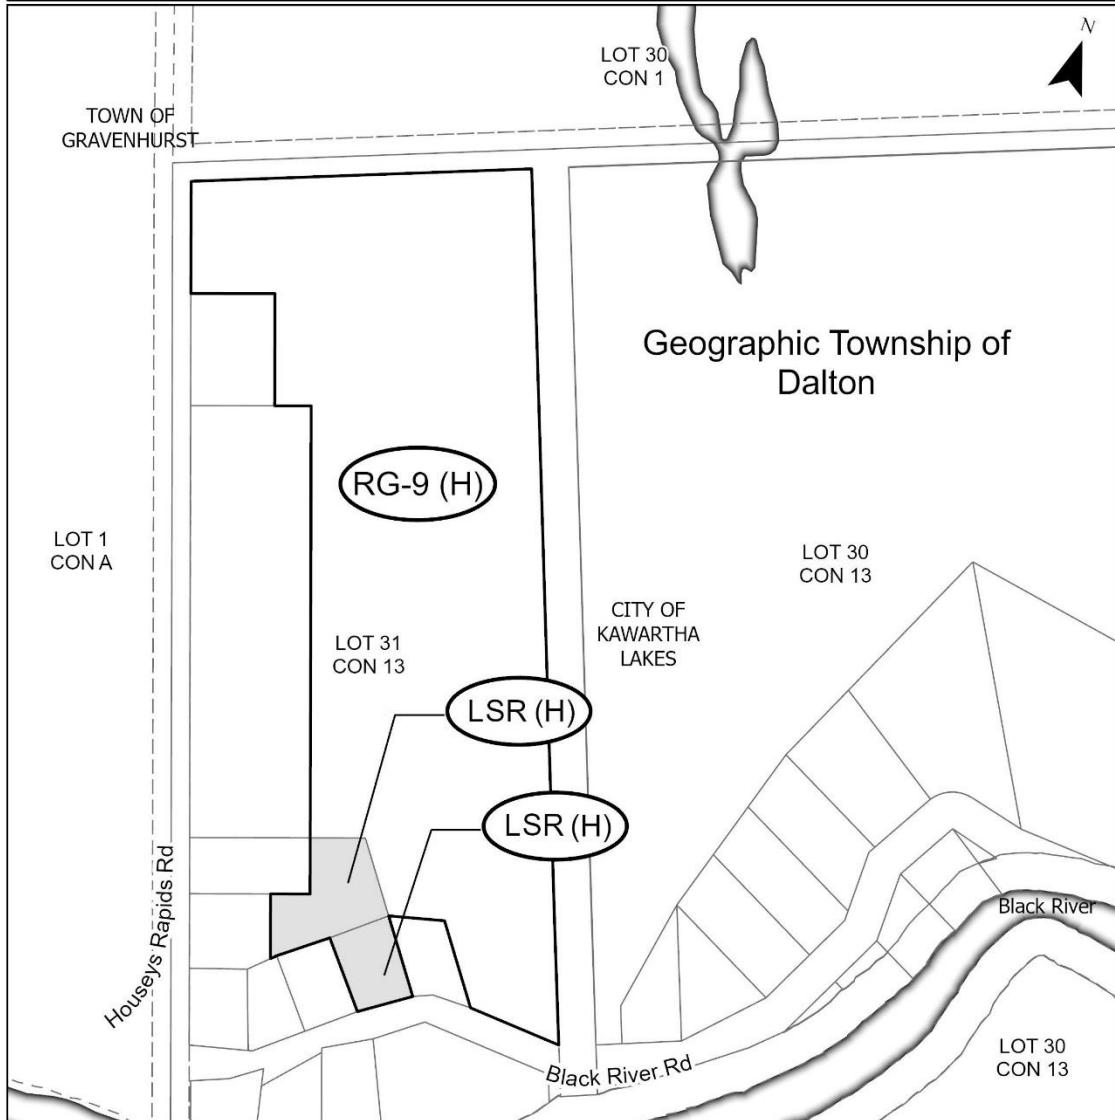 N
LOT 30
CON 1
TOWN OF
GRAVENHURST
Geographic Township of
Dalton
RG-9 (H)
LOT 1
CON A
LOT 30
CON 13
CITY OF
KAWARTHA
LAKES
LOT 31
CON 13
LSR (H)
LSR (H)
Houseys Rapids Rd
Black River
Black River Rd
LOT 30
CON 13